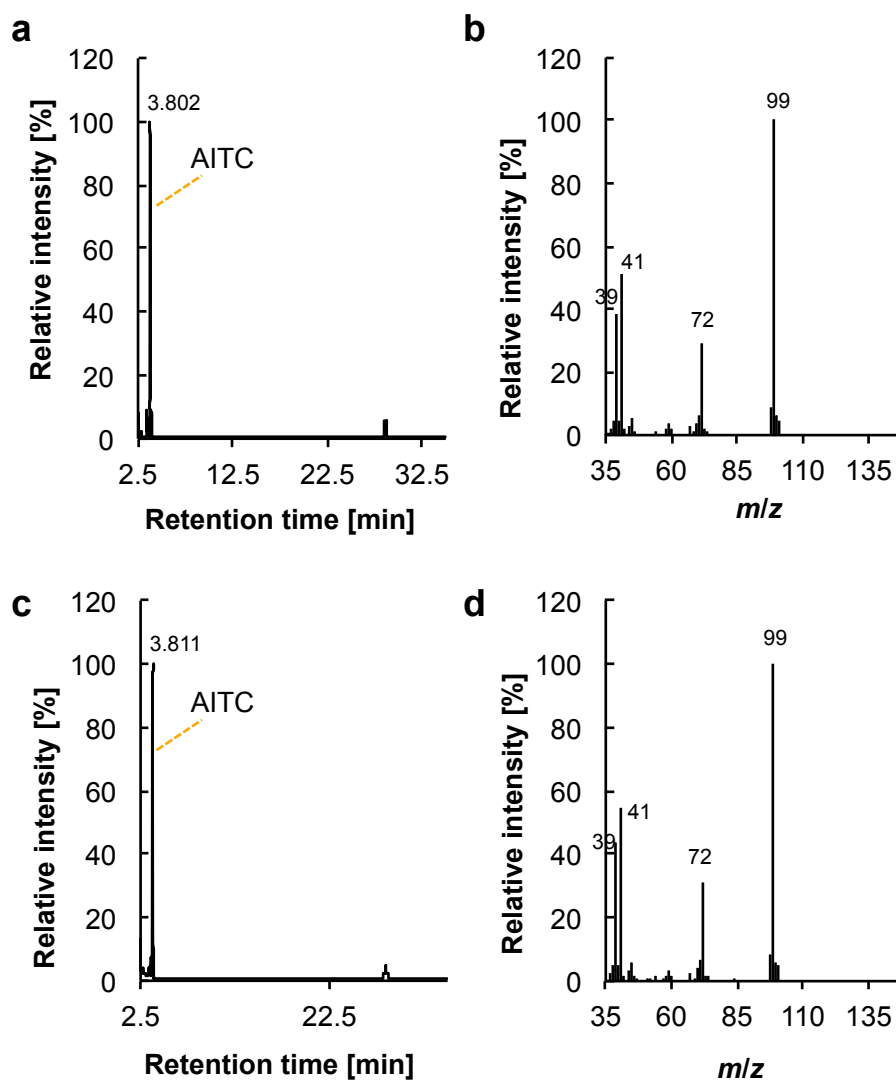 a
Relative intensity [%]
120
100
80
60
40
20
0
3.802
AITC
2.5 12.5 22.5 32.5
Retention time [min]
b
Relative intensity [%]
120
100
80
60
40
20
0
99
41
39
72
35 60 85 110 135
m/z
c
Relative intensity [%]
120
100
80
60
40
20
0
3.811
AITC
2.5 22.5
Retention time [min]
d
Relative intensity [%]
120
100
80
60
40
20
0
99
41
39
72
35 60 85 110 135
m/z